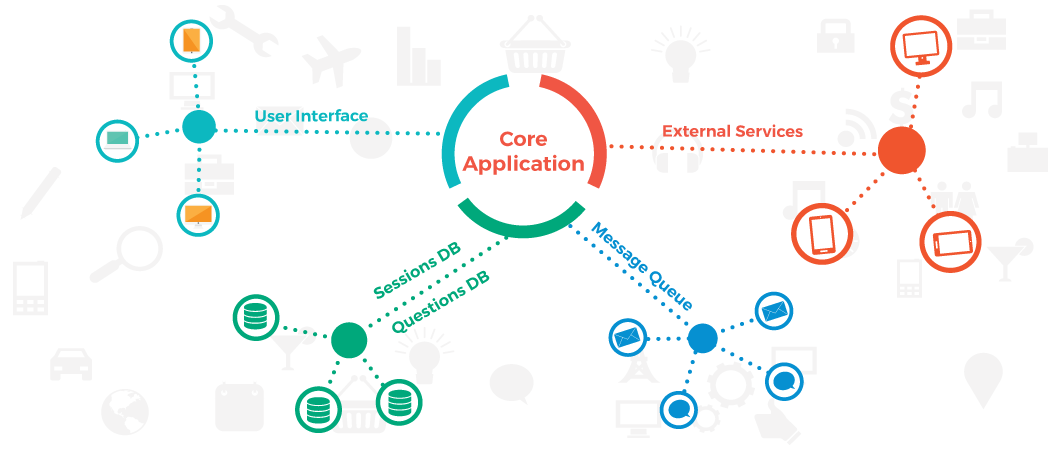 User Interface
Core
Application
External Services
Sessions DB
Questions DB
Message Queue